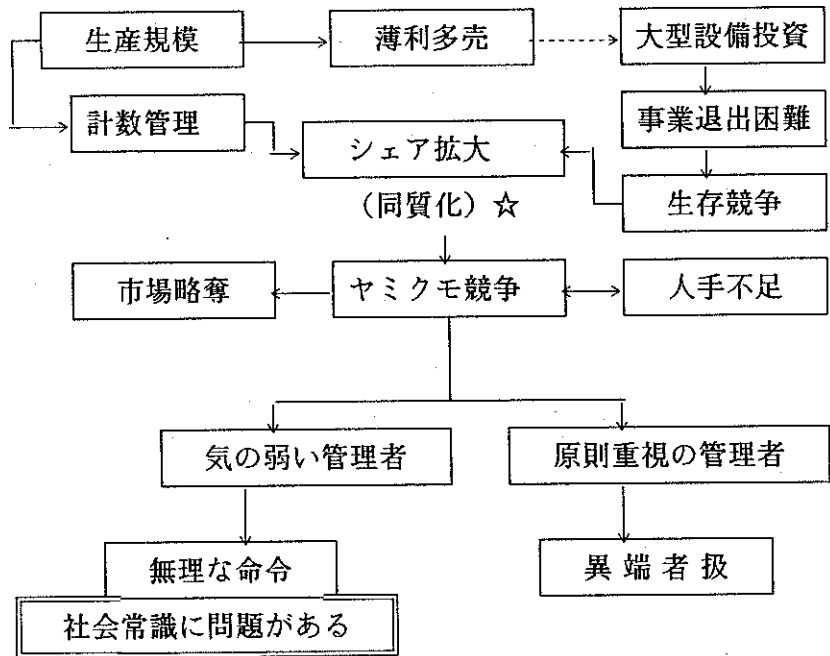 生産規模
薄利多売
大型設備投資
計数管理
シェア拡大
事業退出困難
(同質化)☆
生存競争
市場略奪
ヤミクモ競争
人手不足
気の弱い管理者
原則重視の管理者
無理な命令
異端者扱
社会常識に問題がある